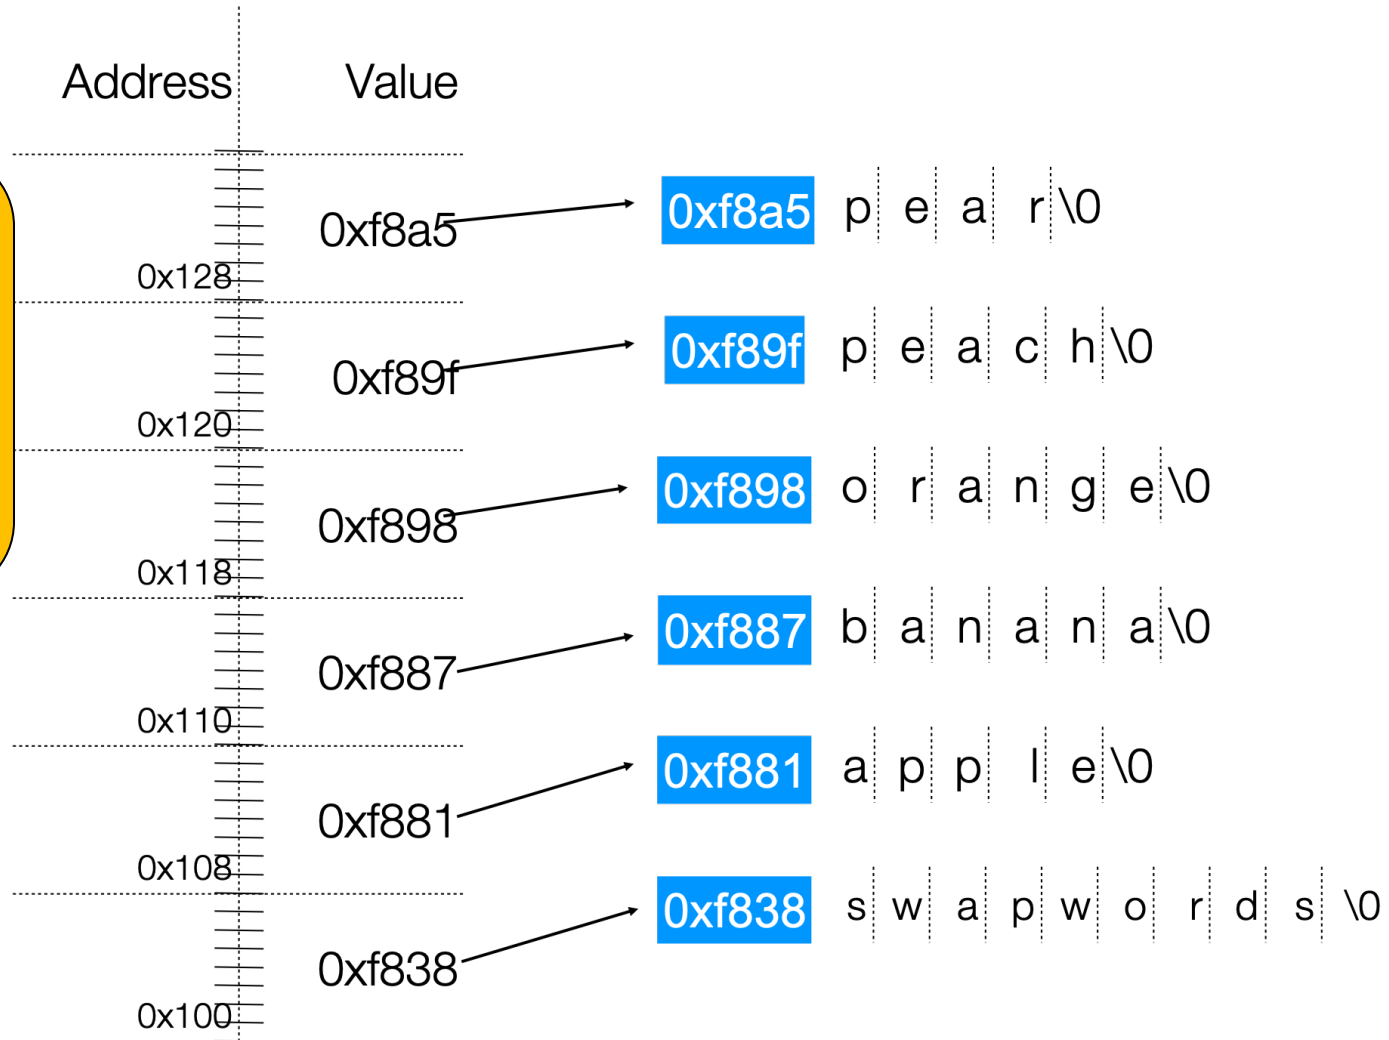 Address Value
0xf8a5 0xf8a5 p e a r \0
0x128
0xf89f 0xf89f p e a c h \0
0x120
0xf898 0xf898 o r a n g e \0
0x118
0xf887 0xf887 b a n a n a \0
0x110
0xf881 0xf881 a p p l e \0
0x108
0xf838 0xf838 s w a p w o r d s \0
0x100